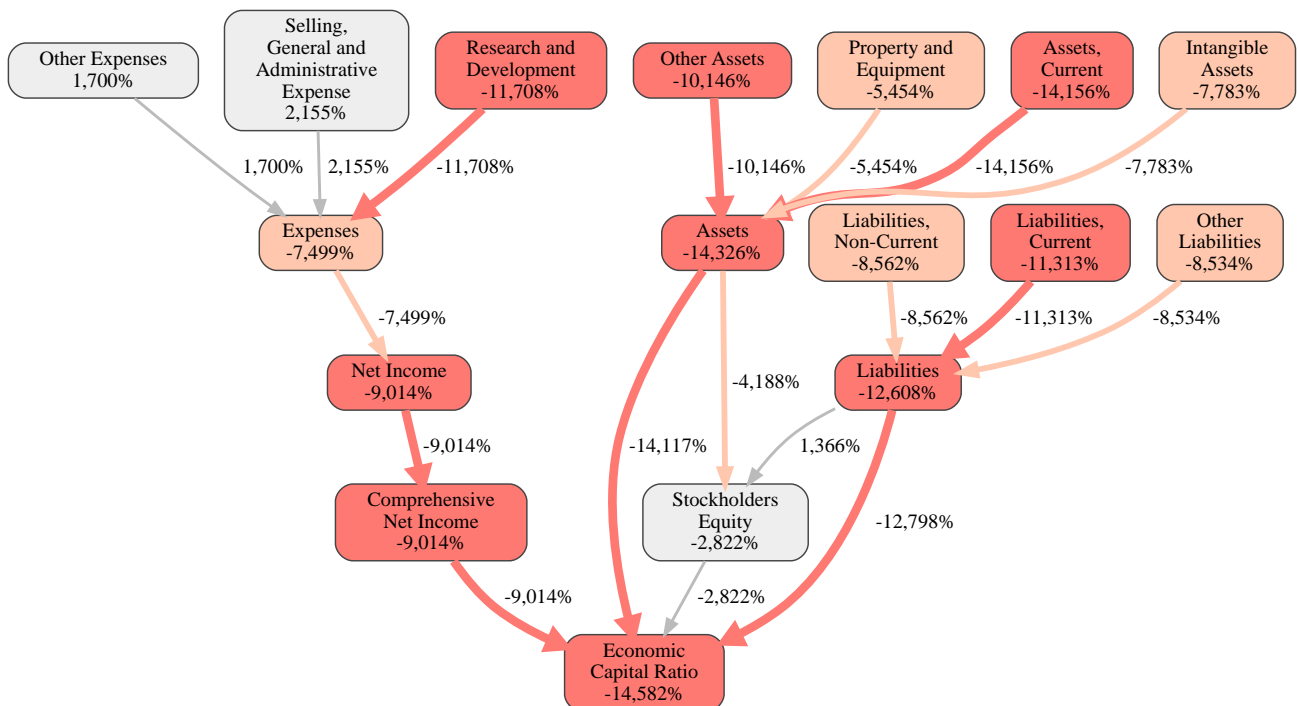 Other Expenses
1,700%
Selling,
General and
Administrative
Expense
2,155%
Research and
Development
-11,708%
Other Assets
-10,146%
Property and
Equipment
-5,454%
Assets,
Current
-14,156%
Intangible
Assets
-7,783%
1,700%
2,155%
-11,708%
-10,146%
-5,454%
-14,156%
-7,783%
Expenses
-7,499%
Assets
-14,326%
Liabilities,
Non-Current
-8,562%
Liabilities,
Current
-11,313%
Other
Liabilities
-8,534%
-7,499%
-8,562%
-11,313%
-8,534%
Net Income
-9,014%
-4,188%
Liabilities
-12,608%
-9,014%
-14,117%
1,366%
Comprehensive
Net Income
-9,014%
Stockholders
Equity
-2,822%
-12,798%
-9,014%
-2,822%
Economic
Capital Ratio
-14,582%